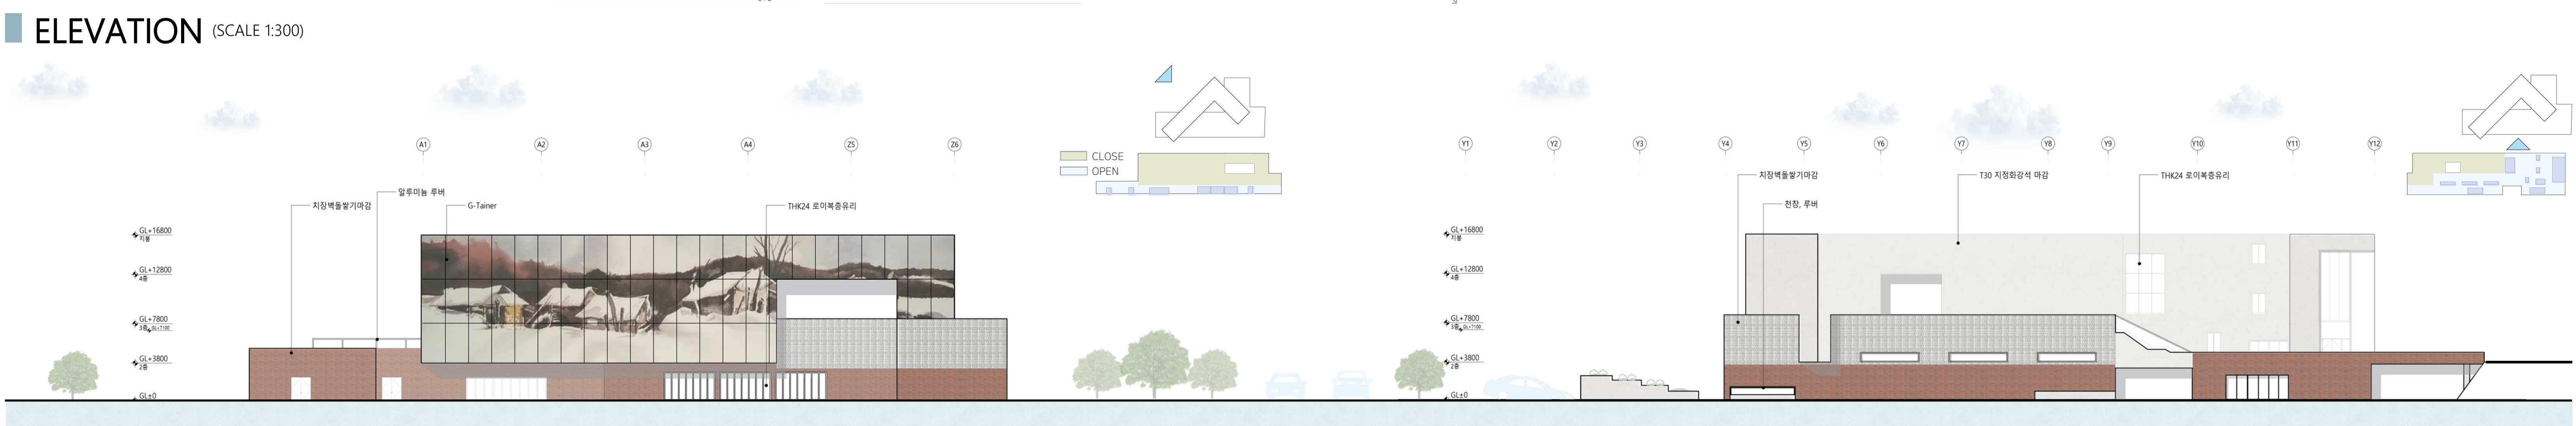 ELEVATION (SCALE 1:300)
A1 A2 A3 A4 Z5 Z6
CLOSE
OPEN
알루미늄 루버
치장벽돌쌓기마감
G-Tainer
THK24 로이복층유리
GL+16800
지붕
GL+12800
4층
GL+7800
3층 GL+7100
GL+3800
2층
GL±0
Y1 Y2 Y3 Y4 Y5 Y6 Y7 Y8 Y9 Y10 Y11 Y12
치장벽돌쌓기마감
T30 지정화강석 마감
THK24 로이복층유리
천창, 루버
GL+16800
지붕
GL+12800
4층
GL+7800
3층 GL+7100
GL+3800
2층
GL±0